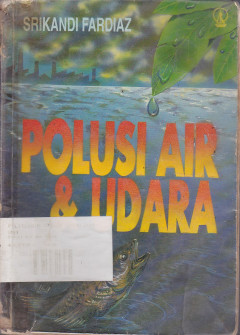 SRIKANDI FARDIAZ
POLUSI AIR
& UDARA